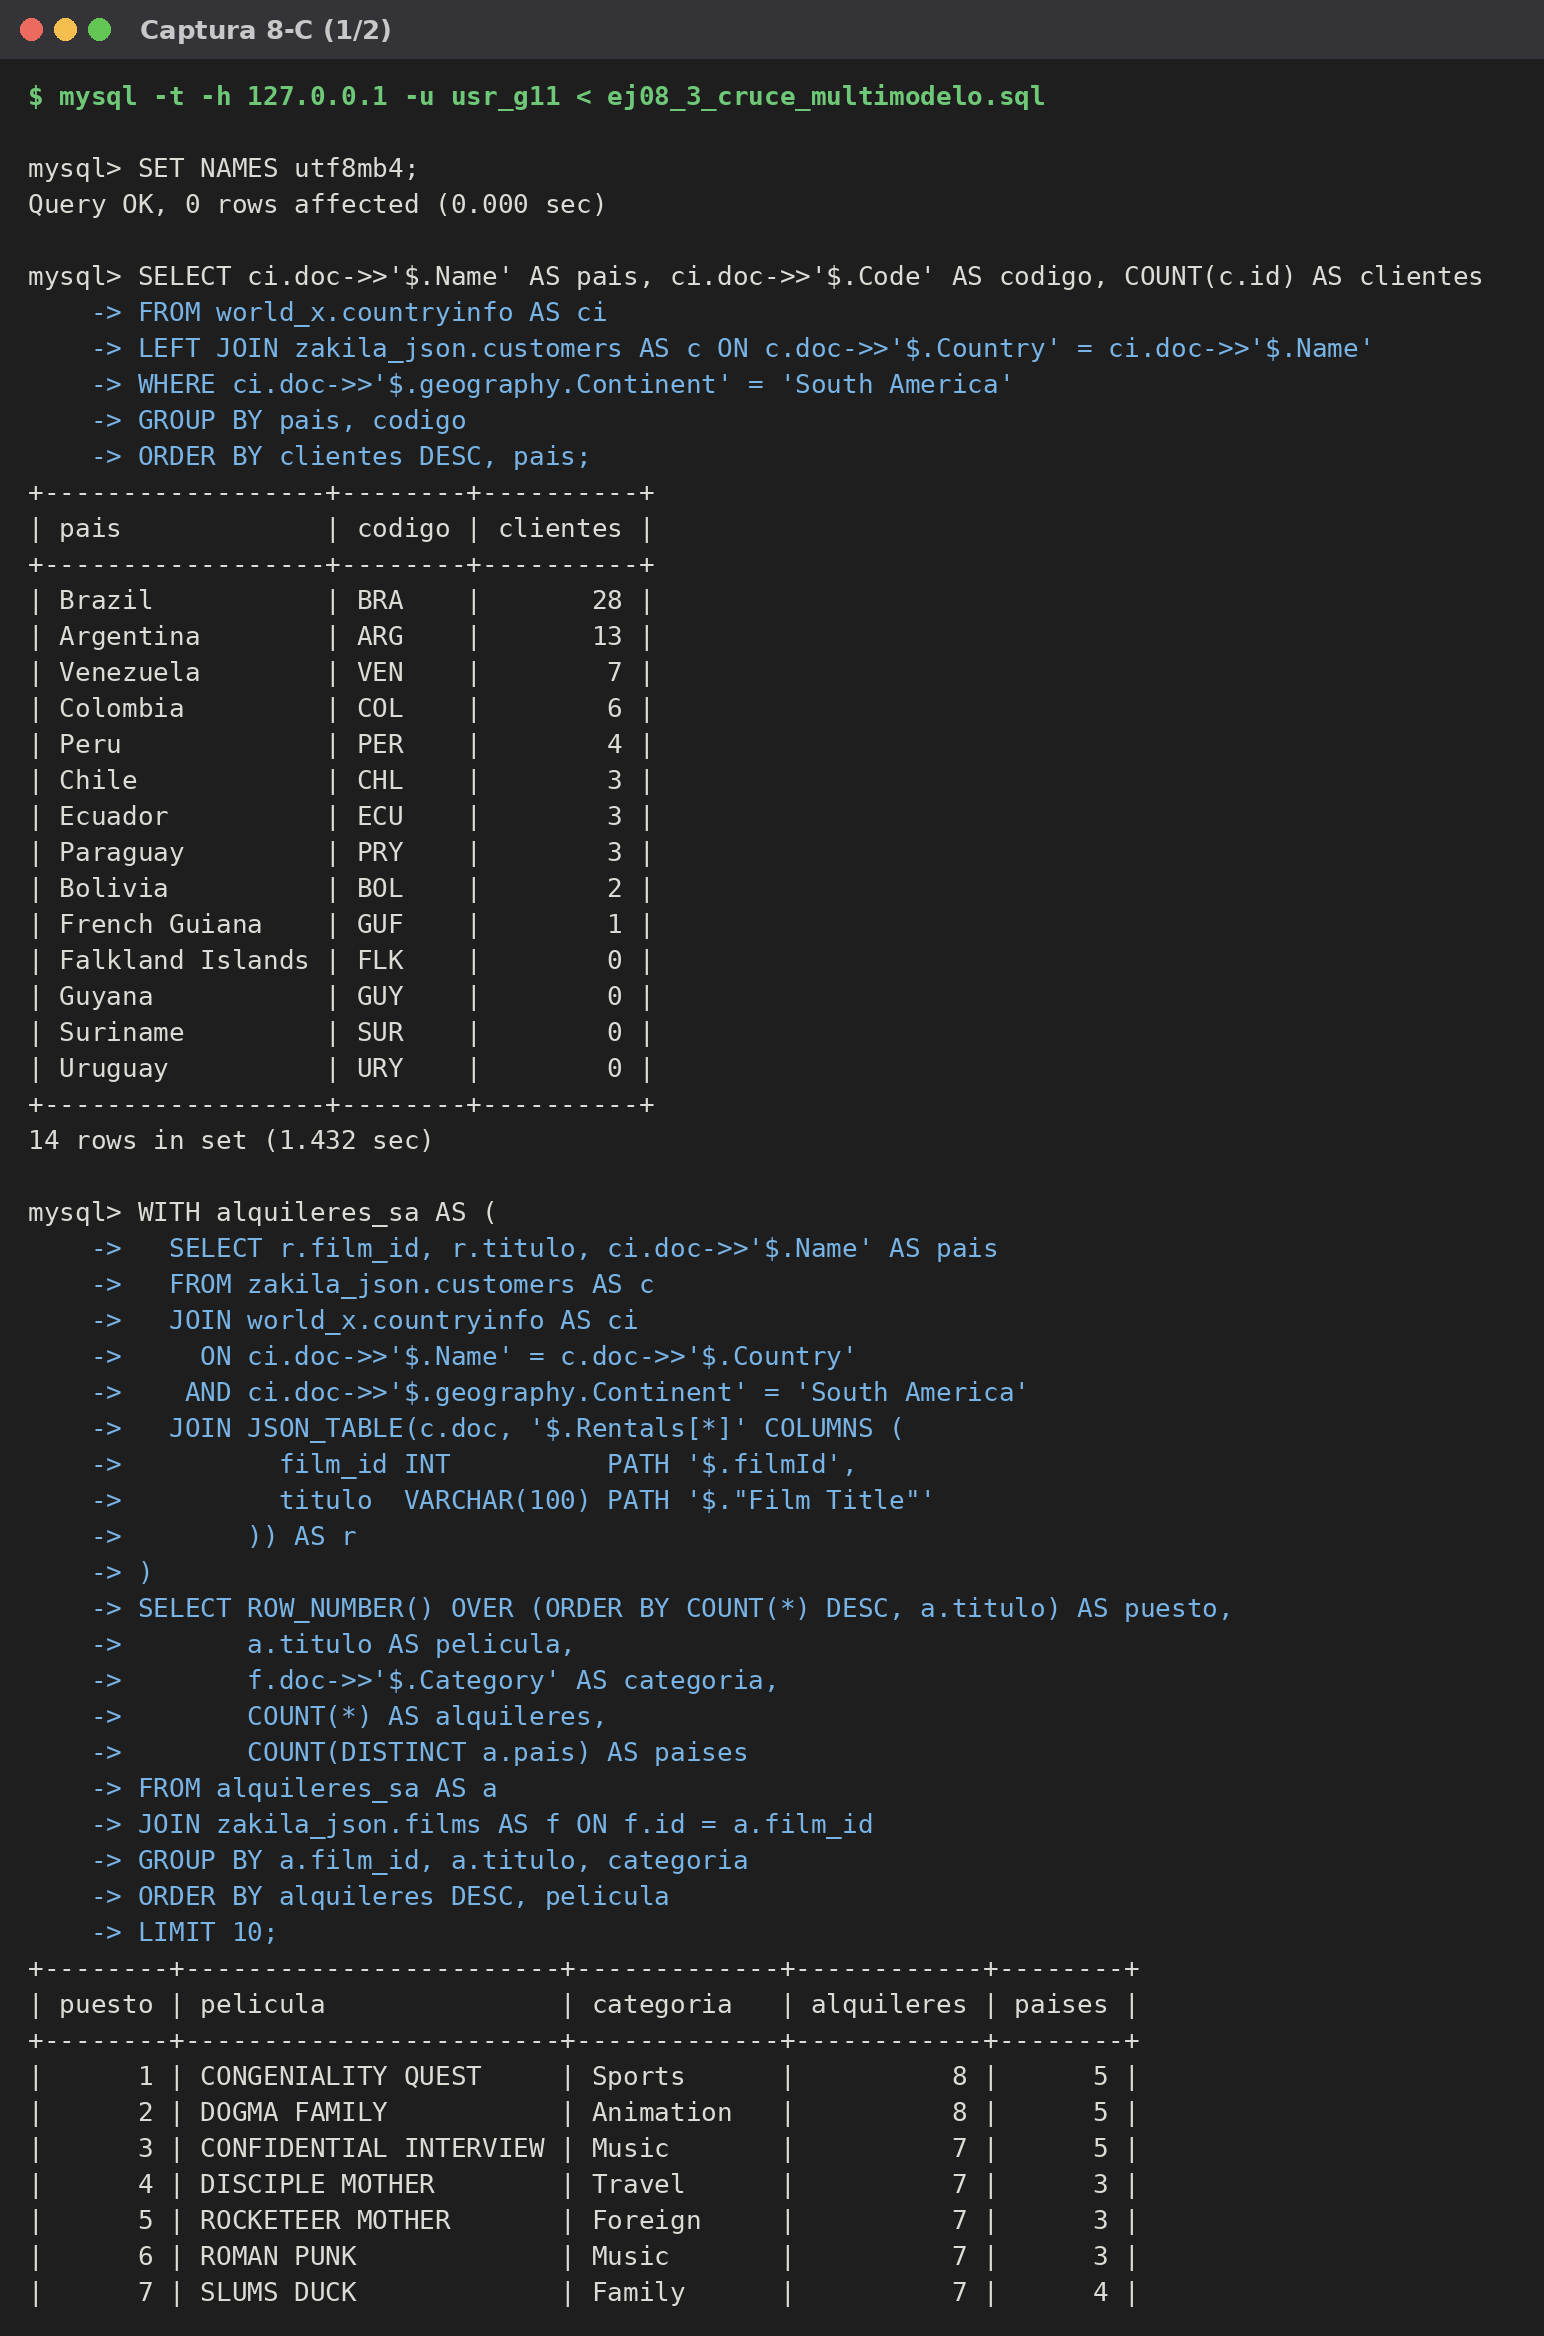 Captura 8-C (1/2)
$ mysql -t -h 127.0.0.1 -u usr_g11 < ej08_3_cruce_multimodelo.sql
mysql> SET NAMES utf8mb4;
Query OK, 0 rows affected (0.000 sec)
mysql> SELECT ci.doc->>'$.Name' AS pais, ci.doc->>'$.Code' AS codigo, COUNT(c.id) AS clientes
    -> FROM world_x.countryinfo AS ci
    -> LEFT JOIN zakila_json.customers AS c ON c.doc->>'$.Country' = ci.doc->>'$.Name'
    -> WHERE ci.doc->>'$.geography.Continent' = 'South America'
    -> GROUP BY pais, codigo
    -> ORDER BY clientes DESC, pais;
+------------------+--------+----------+
| pais             | codigo | clientes |
+------------------+--------+----------+
| Brazil           | BRA    |       28 |
| Argentina        | ARG    |       13 |
| Venezuela        | VEN    |        7 |
| Colombia         | COL    |        6 |
| Peru             | PER    |        4 |
| Chile            | CHL    |        3 |
| Ecuador          | ECU    |        3 |
| Paraguay         | PRY    |        3 |
| Bolivia          | BOL    |        2 |
| French Guiana    | GUF    |        1 |
| Falkland Islands | FLK    |        0 |
| Guyana           | GUY    |        0 |
| Suriname         | SUR    |        0 |
| Uruguay          | URY    |        0 |
+------------------+--------+----------+
14 rows in set (1.432 sec)
mysql> WITH alquileres_sa AS (
    ->   SELECT r.film_id, r.titulo, ci.doc->>'$.Name' AS pais
    ->   FROM zakila_json.customers AS c
    ->   JOIN world_x.countryinfo AS ci
    ->     ON ci.doc->>'$.Name' = c.doc->>'$.Country'
    ->    AND ci.doc->>'$.geography.Continent' = 'South America'
    ->   JOIN JSON_TABLE(c.doc, '$.Rentals[*]' COLUMNS (
    ->          film_id INT          PATH '$.filmId',
    ->          titulo  VARCHAR(100) PATH '$."Film Title"'
    ->        )) AS r
    -> )
    -> SELECT ROW_NUMBER() OVER (ORDER BY COUNT(*) DESC, a.titulo) AS puesto,
    ->        a.titulo AS pelicula,
    ->        f.doc->>'$.Category' AS categoria,
    ->        COUNT(*) AS alquileres,
    ->        COUNT(DISTINCT a.pais) AS paises
    -> FROM alquileres_sa AS a
    -> JOIN zakila_json.films AS f ON f.id = a.film_id
    -> GROUP BY a.film_id, a.titulo, categoria
    -> ORDER BY alquileres DESC, pelicula
    -> LIMIT 10;
+--------+------------------------+-------------+------------+--------+
| puesto | pelicula               | categoria   | alquileres | paises |
+--------+------------------------+-------------+------------+--------+
|      1 | CONGENIALITY QUEST     | Sports      |          8 |      5 |
|      2 | DOGMA FAMILY           | Animation   |          8 |      5 |
|      3 | CONFIDENTIAL INTERVIEW | Music       |          7 |      5 |
|      4 | DISCIPLE MOTHER        | Travel      |          7 |      3 |
|      5 | ROCKETEER MOTHER       | Foreign     |          7 |      3 |
|      6 | ROMAN PUNK             | Music       |          7 |      3 |
|      7 | SLUMS DUCK             | Family      |          7 |      4 |